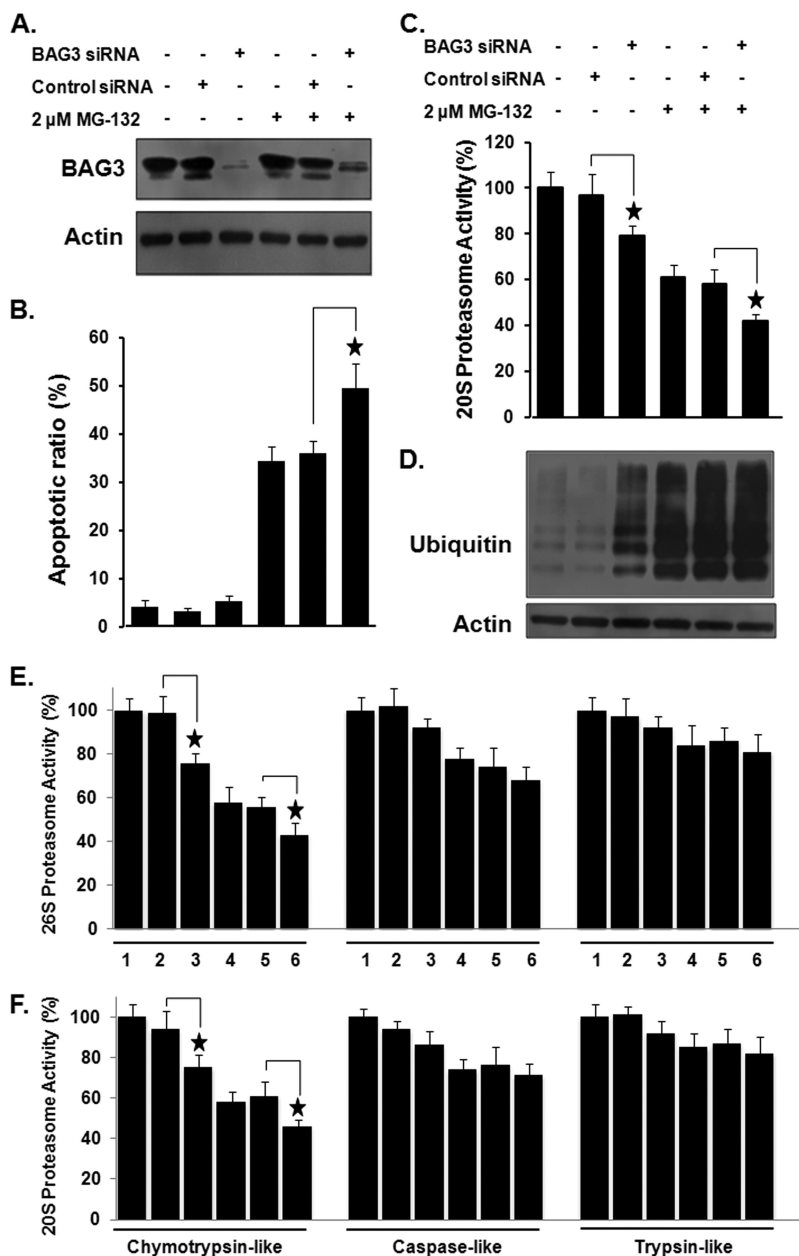 A.
BAG3 siRNA - - + - - +
Control siRNA - + - - + -
2 µM MG-132 - - - + + +
BAG3
Actin
B.
Apoptotic ratio (%)
60
50
40
30
20
10
0
C.
BAG3 siRNA - - + - - +
Control siRNA - + - - + -
2 µM MG-132 - - - + + +
20S Proteasome Activity (%)
120
100
80
60
40
20
0
D.
Ubiquitin
Actin
E.
26S Proteasome Activity (%)
100
80
60
40
20
0
1 2 3 4 5 6
1 2 3 4 5 6
1 2 3 4 5 6
F.
20S Proteasome Activity (%)
100
80
60
40
20
0
Chymotrypsin-like
Caspase-like
Trypsin-like